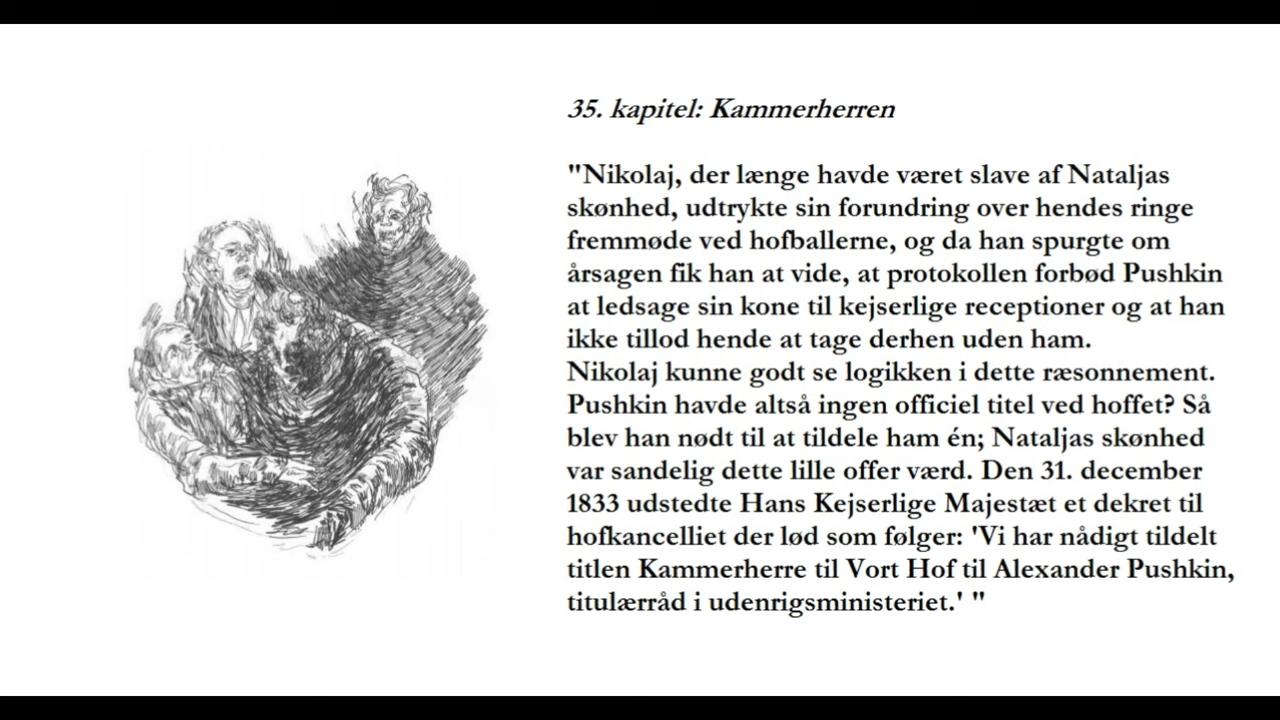 35. kapitel: Kammerherren
"Nikolaj, der længe havde været slave af Nataljas
skønhed, udtrykte sin forundring over hendes ringe
fremmøde ved hofballerne, og da han spurgte om
årsagen fik han at vide, at protokollen forbød Pushkin
at ledsage sin kone til kejserlige receptioner og at han
ikke tillod hende at tage derhen uden ham.
Nikolaj kunne godt se logikken i dette ræsonnement.
Pushkin havde altså ingen officiel titel ved hoffet? Så
blev han nødt til at tildele ham én; Nataljas skønhed
var sandelig dette lille offer værd. Den 31. december
1833 udstedte Hans Kejserlige Majestæt et dekret til
hofkancelliet der lød som følger: 'Vi har nådigt tildelt
titlen Kammerherre til Vort Hof til Alexander Pushkin,
titulærråd i udenrigsministeriet.' "